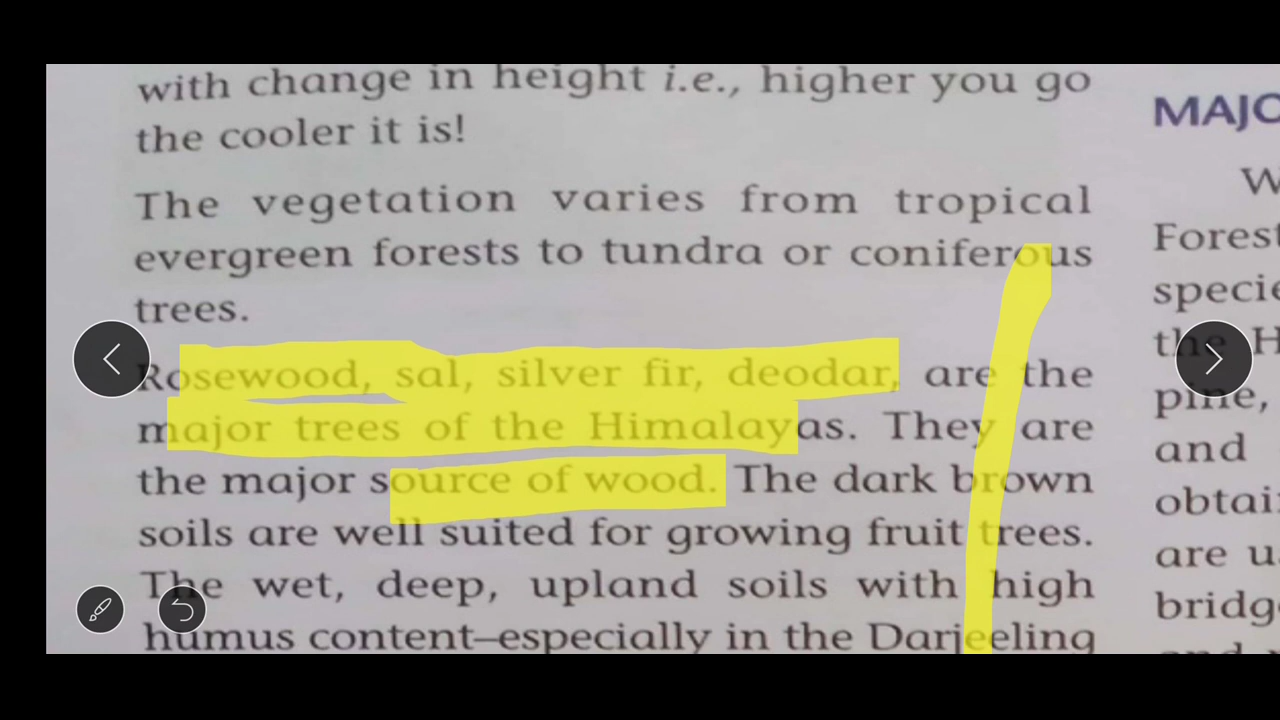 with change in height i.e., higher you go
the cooler it is!
The vegetation varies from tropical
evergreen forests to tundra or coniferous
trees.
Rosewood, sal, silver fir, deodar, are the
major trees of the Himalayas. They are
the major source of wood. The dark brown
soils are well suited for growing fruit trees.
The wet, deep, upland soils with high
humus content–especially in the Darjeeling
MAJO
W
Forest
specie
the H
pine,
and
obtai
are u
bridg